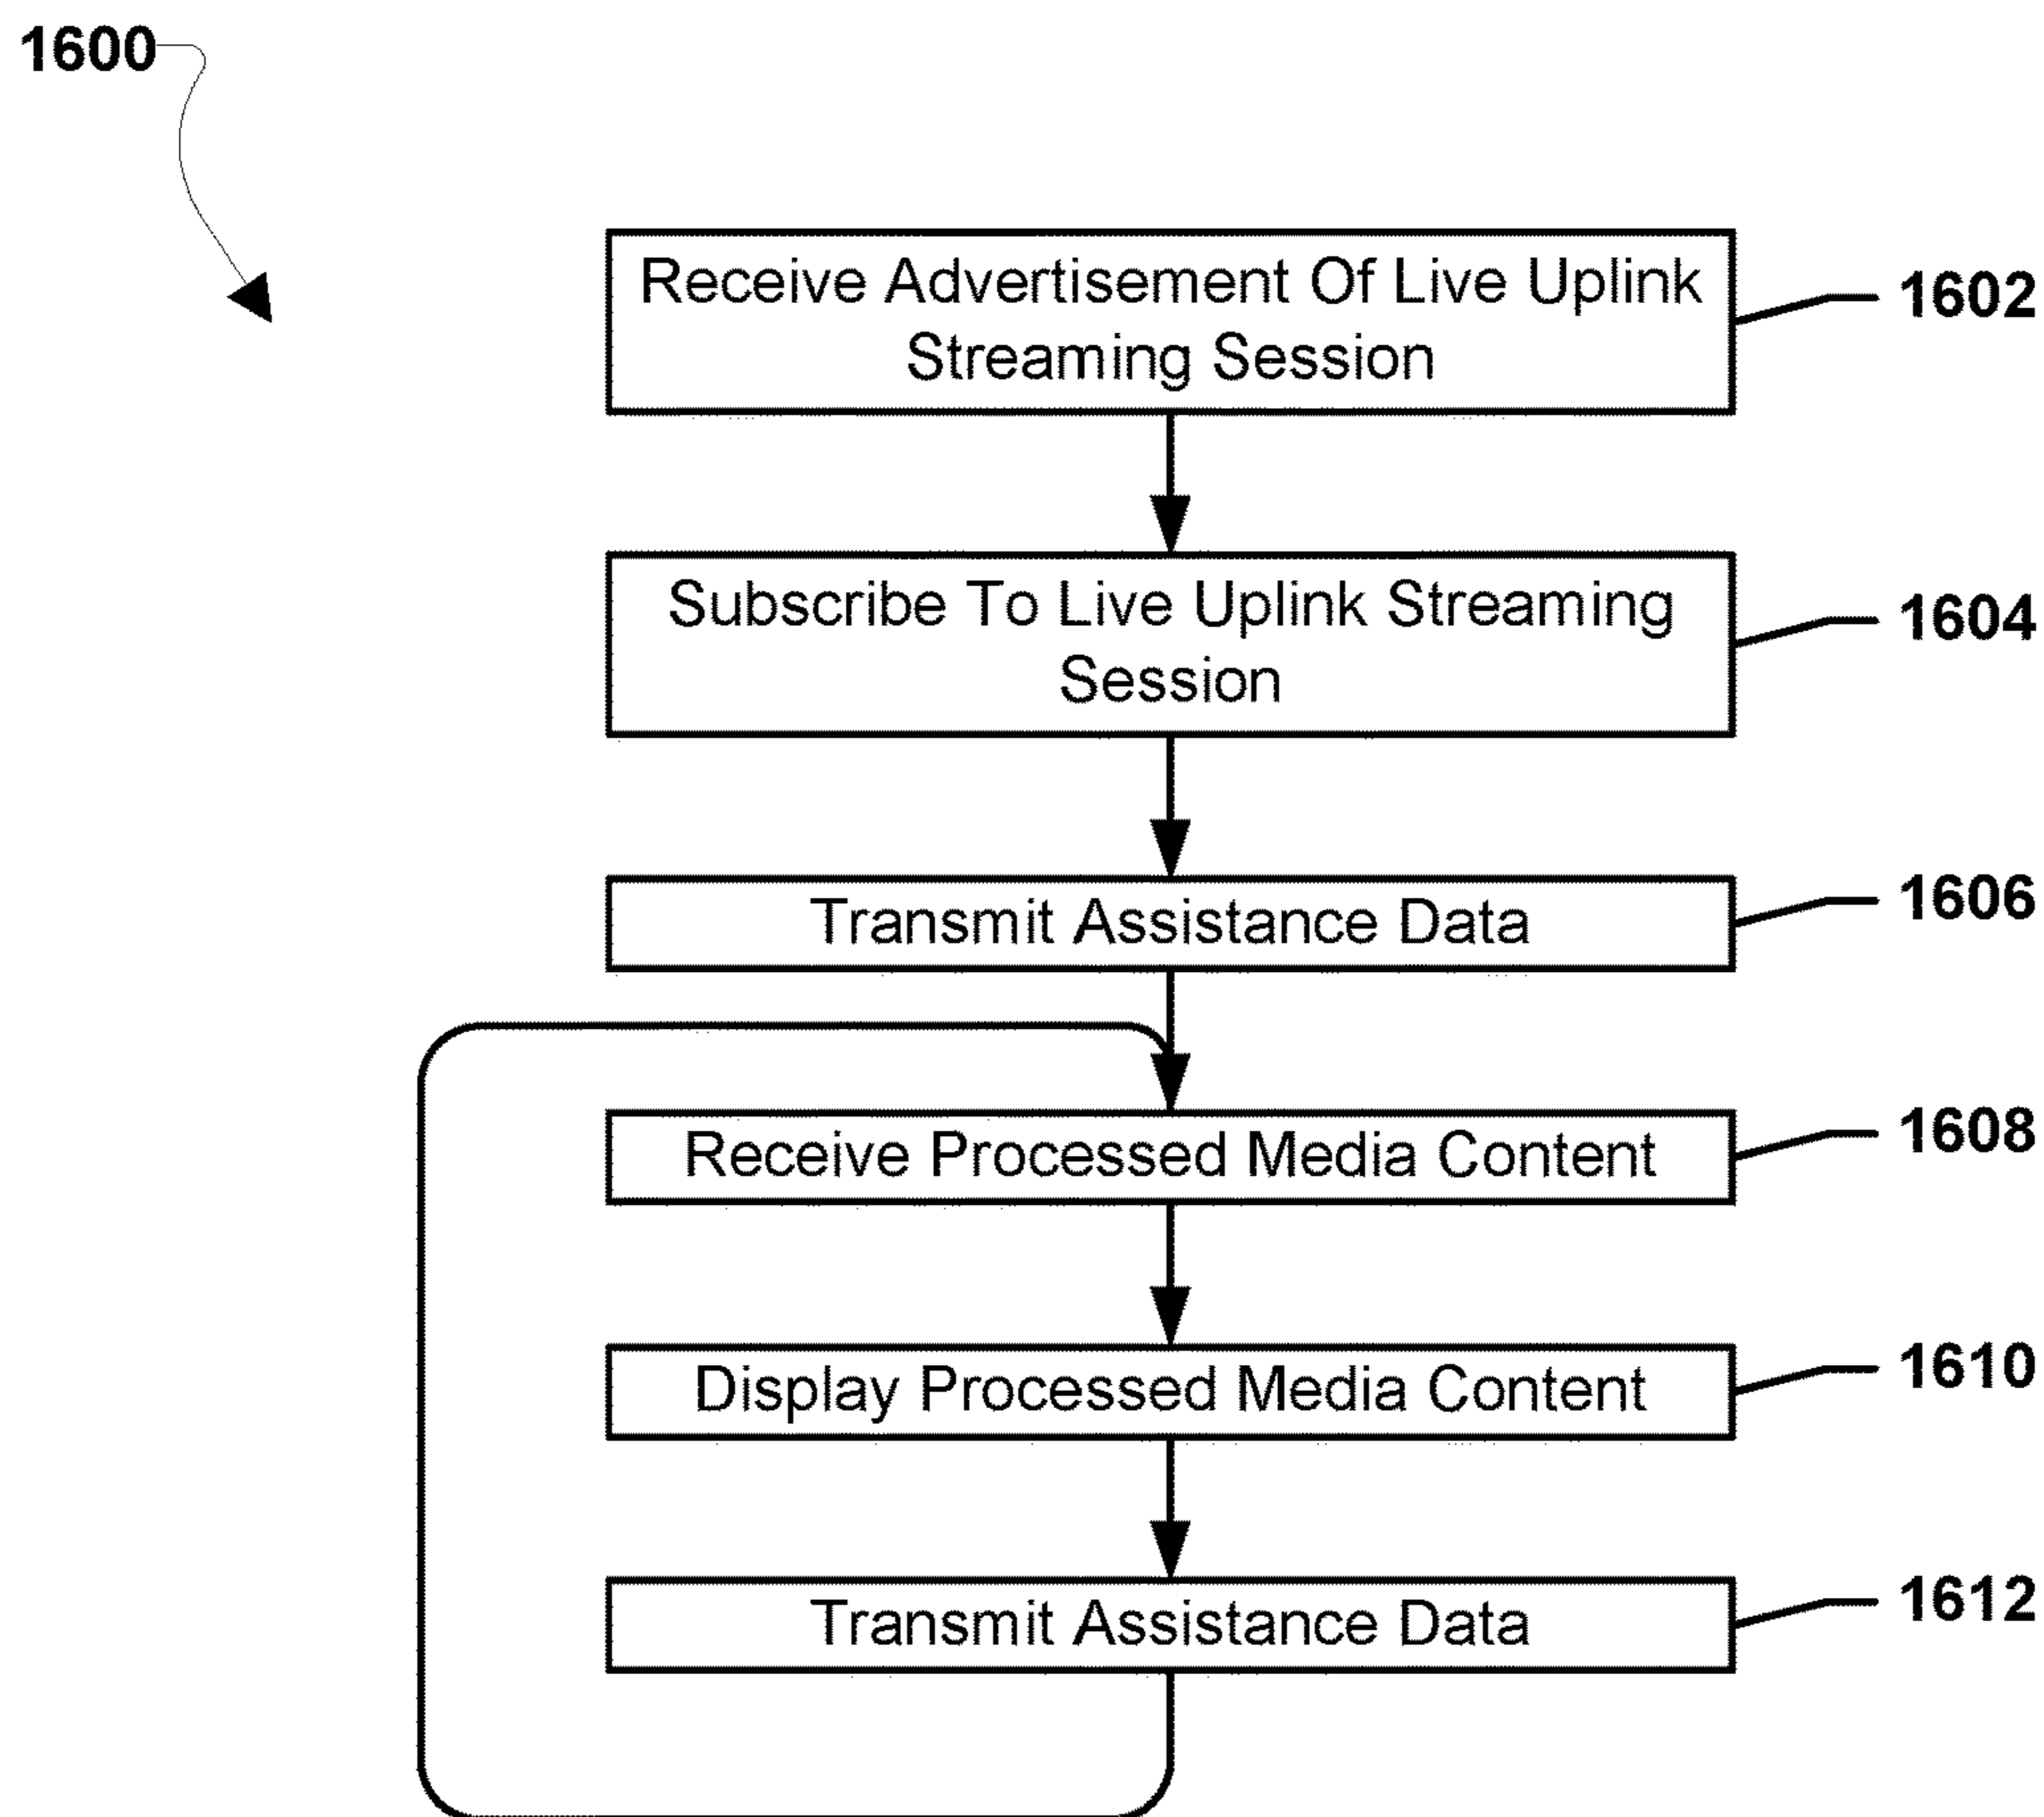 1600
Receive Advertisement Of Live Uplink
Streaming Session
1602
Subscribe To Live Uplink Streaming
Session
1604
Transmit Assistance Data
1606
Receive Processed Media Content
1608
Display Processed Media Content
1610
Transmit Assistance Data
1612